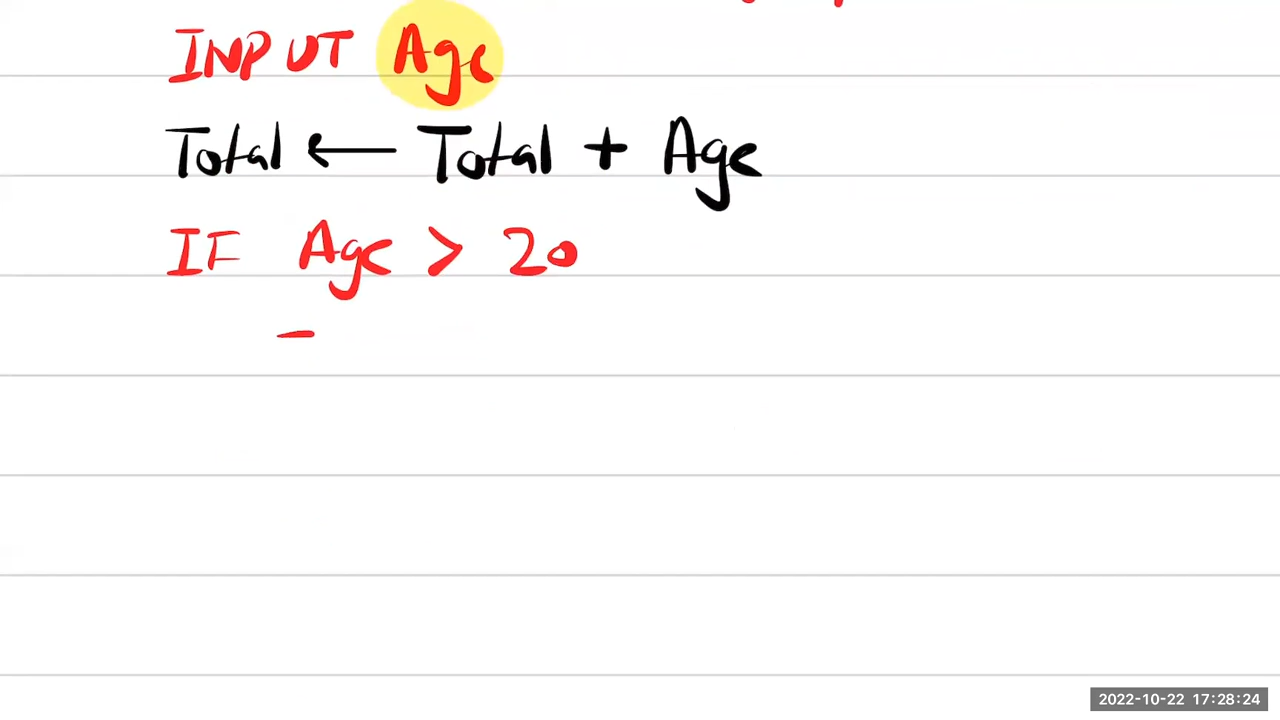 INPUT Age
Total ← Total + Age
IF Age > 20
2022-10-22 17:28:24